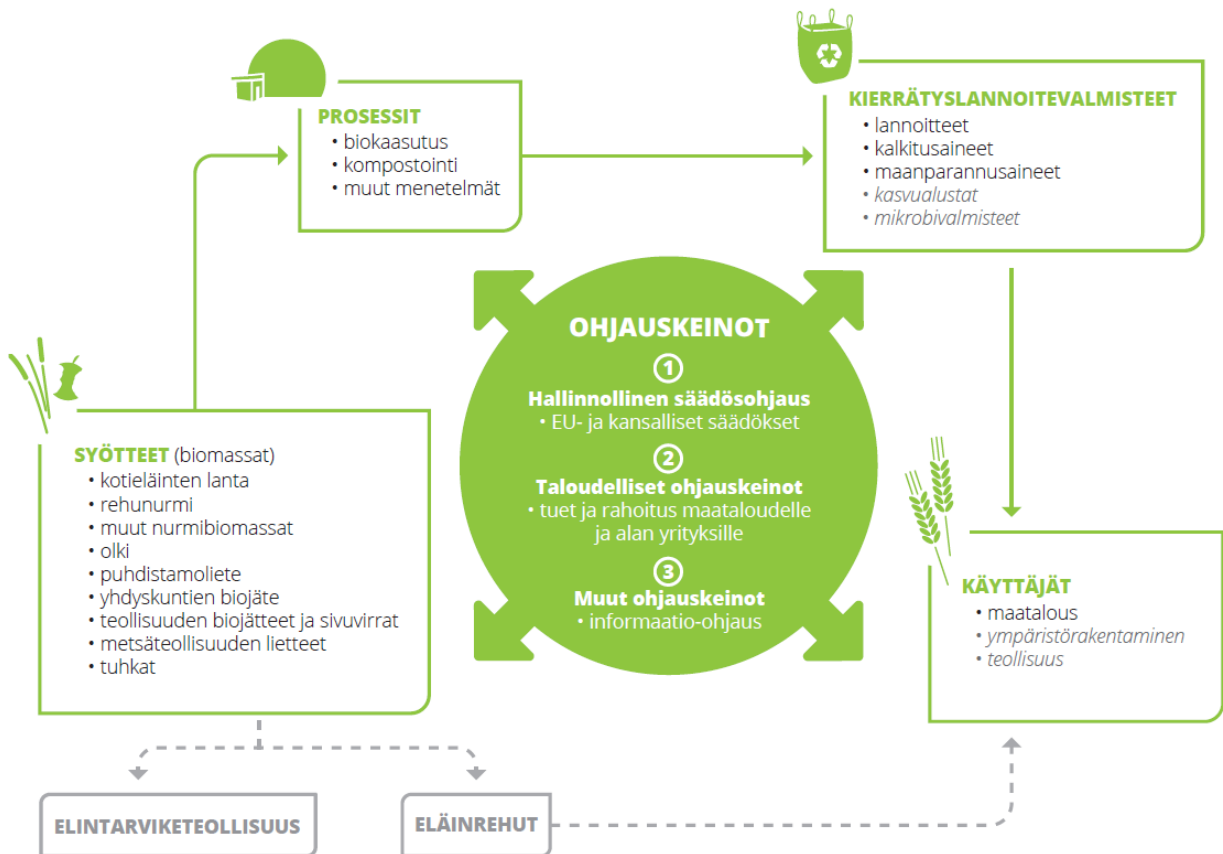 PROSESSIT
• biokaasutus
• kompostointi
• muut menetelmät
KIERRÄTYSLANNOITEVALMISTEET
• lannoitteet
• kalkitusaineet
• maanparannusaineet
• kasvualustat
• mikrobivalmisteet
OHJAUSKEINOT
1
Hallinnollinen säädösohjaus
• EU- ja kansalliset säädökset
2
Taloudelliset ohjauskeinot
• tuet ja rahoitus maataloudelle
ja alan yrityksille
3
Muut ohjauskeinot
• informaatio-ohjaus
SYÖTTEET (biomassat)
• kotieläinten lanta
• rehunurmi
• muut nurmibiomassat
• olki
• puhdistamoliete
• yhdyskuntien biojäte
• teollisuuden biojätteet ja sivuvirrat
• metsäteollisuuden lietteet
• tuhkat
KÄYTTÄJÄT
• maatalous
• ympäristörakentaminen
• teollisuus
ELINTARVIKETEOLLISUUS
ELÄINREHUT